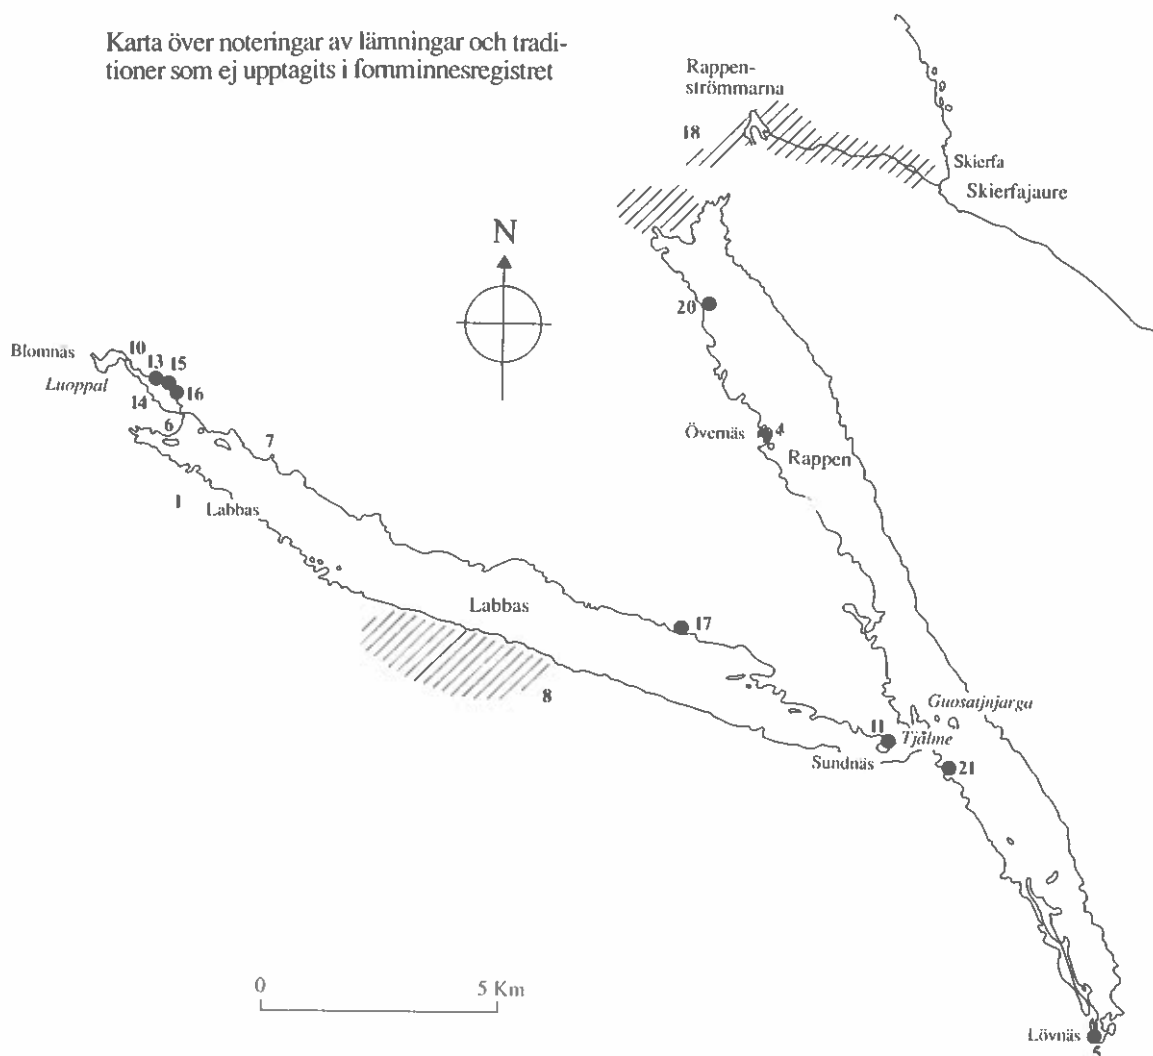 Karta över noteringar av lämningar och tradi-
tioner som ej upptagits i fornminnesregistret
Rappen-
strömmarna
18
Skierfa
Skierfajaure
N
20
Blomnäs
10
13
15
Luoppal
16
14
6
7
Övernäs
4
Rappen
1
Labbas
Labbas
17
8
Guosatjnjarga
11
Tjålme
Sundnäs
21
0
5 Km
Lövnäs
5